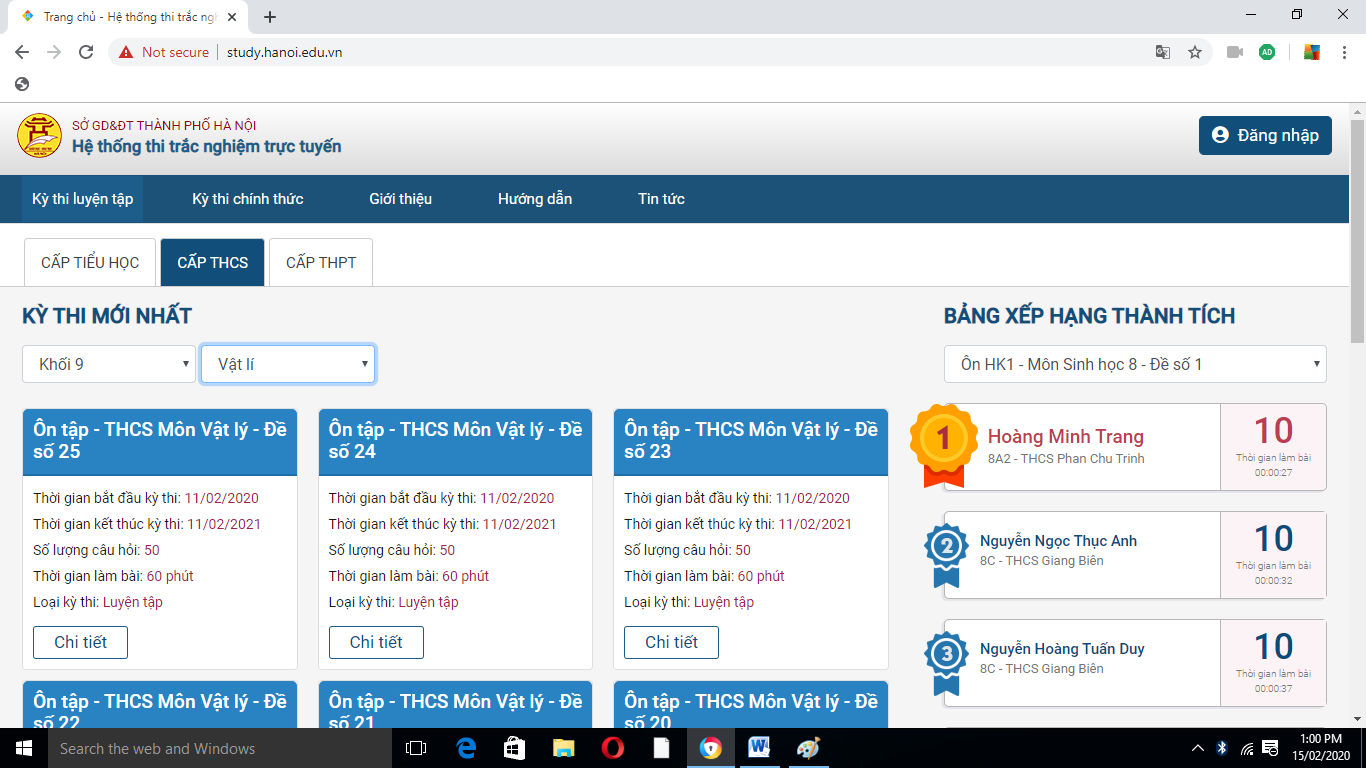 Trang chủ - Hệ thống thi trắc ngh
Not secure | study.hanoi.edu.vn
AD
SỞ GD&ĐT THÀNH PHỐ HÀ NỘI
Hệ thống thi trắc nghiệm trực tuyến
Đăng nhập
Kỳ thi luyện tập Kỳ thi chính thức Giới thiệu Hướng dẫn Tin tức
CẤP TIỂU HỌC CẤP THCS CẤP THPT
KỲ THI MỚI NHẤT
Khối 9 Vật lí
Ôn tập - THCS Môn Vật lý - Đề
số 25
Thời gian bắt đầu kỳ thi: 11/02/2020
Thời gian kết thúc kỳ thi: 11/02/2021
Số lượng câu hỏi: 50
Thời gian làm bài: 60 phút
Loại kỳ thi: Luyện tập
Chi tiết
Ôn tập - THCS Môn Vật lý - Đề
số 24
Thời gian bắt đầu kỳ thi: 11/02/2020
Thời gian kết thúc kỳ thi: 11/02/2021
Số lượng câu hỏi: 50
Thời gian làm bài: 60 phút
Loại kỳ thi: Luyện tập
Chi tiết
Ôn tập - THCS Môn Vật lý - Đề
số 23
Thời gian bắt đầu kỳ thi: 11/02/2020
Thời gian kết thúc kỳ thi: 11/02/2021
Số lượng câu hỏi: 50
Thời gian làm bài: 60 phút
Loại kỳ thi: Luyện tập
Chi tiết
Ôn tập - THCS Môn Vật lý - Đề
số 22
Ôn tập - THCS Môn Vật lý - Đề
số 21
Ôn tập - THCS Môn Vật lý - Đề
số 20
BẢNG XẾP HẠNG THÀNH TÍCH
Ôn HK1 - Môn Sinh học 8 - Đề số 1
1
Hoàng Minh Trang
8A2 - THCS Phan Chu Trinh
10
Thời gian làm bài
00:00:27
2
Nguyễn Ngọc Thục Anh
8C - THCS Giang Biên
10
Thời gian làm bài
00:00:32
3
Nguyễn Hoàng Tuấn Duy
8C - THCS Giang Biên
10
Thời gian làm bài
00:00:37
Search the web and Windows
1:00 PM
15/02/2020